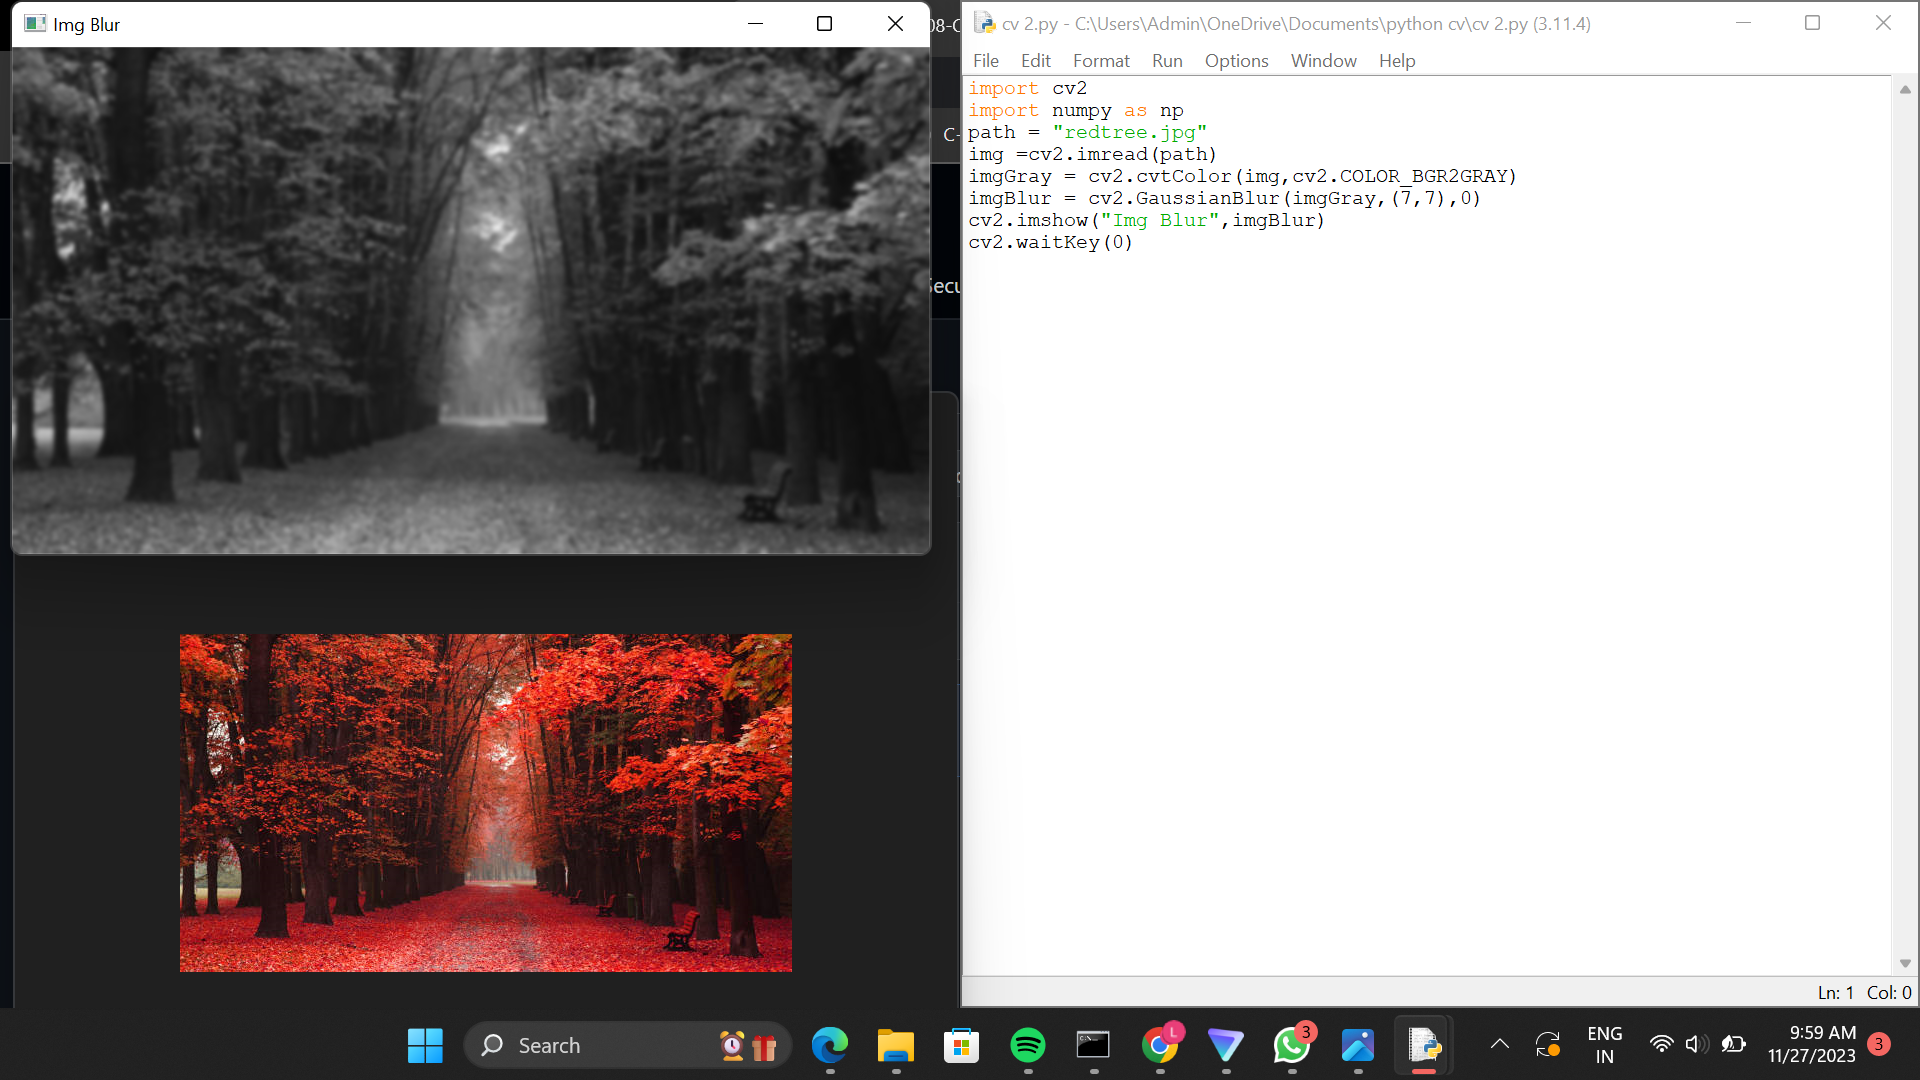 Img Blur
08-C
C-
Secu
cv 2.py - C:\Users\Admin\OneDrive\Documents\python cv\cv 2.py (3.11.4)
File Edit Format Run Options Window Help
import cv2
import numpy as np
path = "redtree.jpg"
img =cv2.imread(path)
imgGray = cv2.cvtColor(img,cv2.COLOR_BGR2GRAY)
imgBlur = cv2.GaussianBlur(imgGray,(7,7),0)
cv2.imshow("Img Blur",imgBlur)
cv2.waitKey(0)
Ln: 1 Col: 0
Search
L
3
ENG
IN
9:59 AM
11/27/2023
3